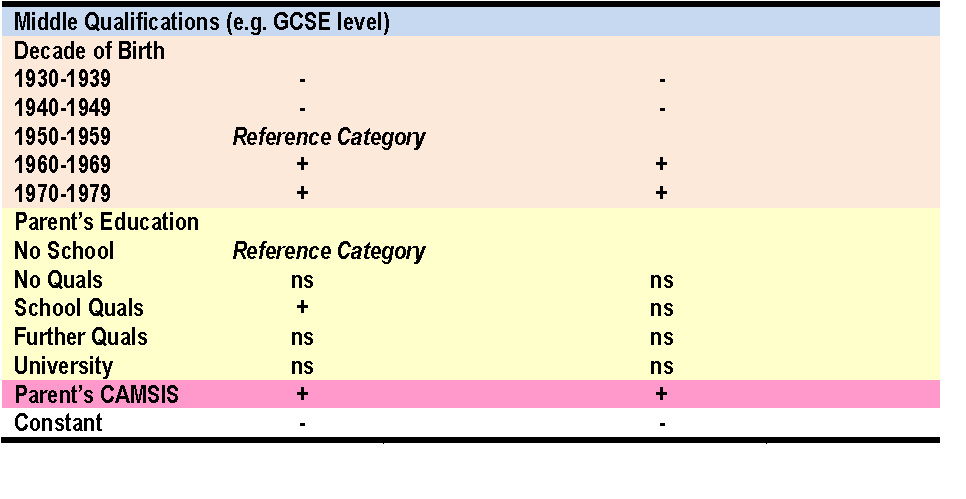 Middle Qualifications (e.g. GCSE level)
Decade of Birth
1930-1939 - -
1940-1949 - -
1950-1959 Reference Category
1960-1969 + +
1970-1979 + +
Parent's Education
No School Reference Category
No Quals ns ns
School Quals + ns
Further Quals ns ns
University ns ns
Parent's CAMSIS + +
Constant - -